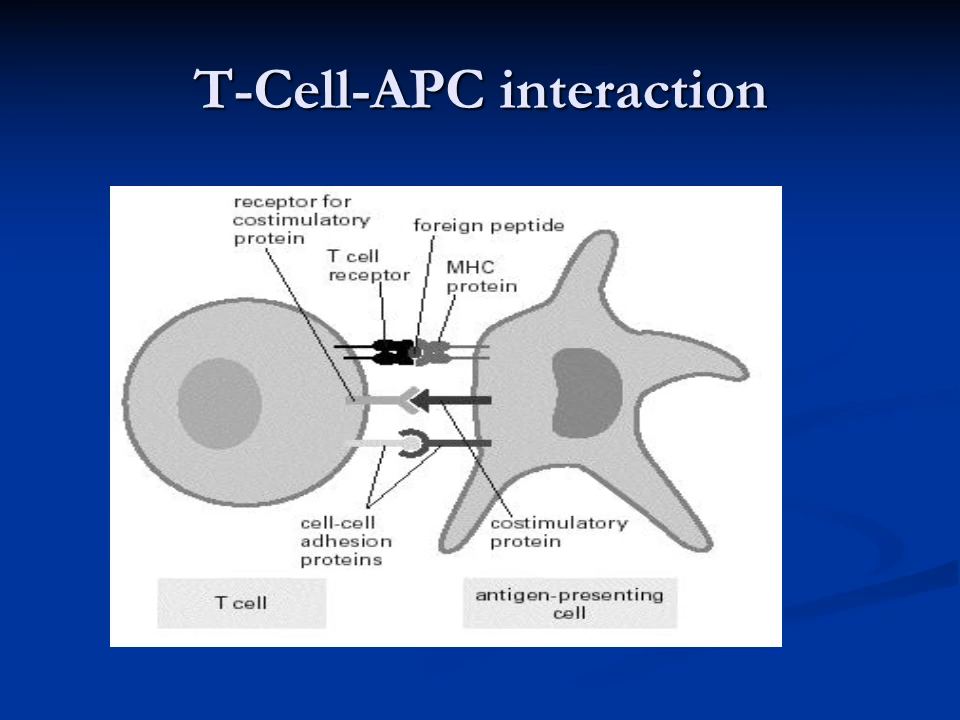 T-Cell-APC interaction
receptor for
costimulatory
protein
foreign peptide
T cell
receptor
MHC
protein
cell-cell
adhesion
proteins
costimulatory
protein
T cell
antigen-presenting
cell